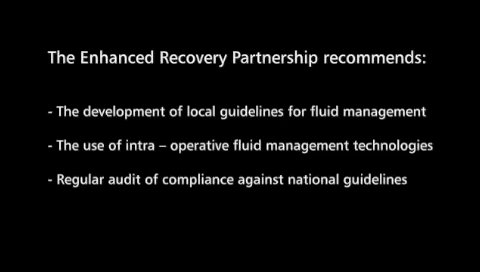 The Enhanced Recovery Partnership recommends:
- The development of local guidelines for fluid management
- The use of intra – operative fluid management technologies
- Regular audit of compliance against national guidelines